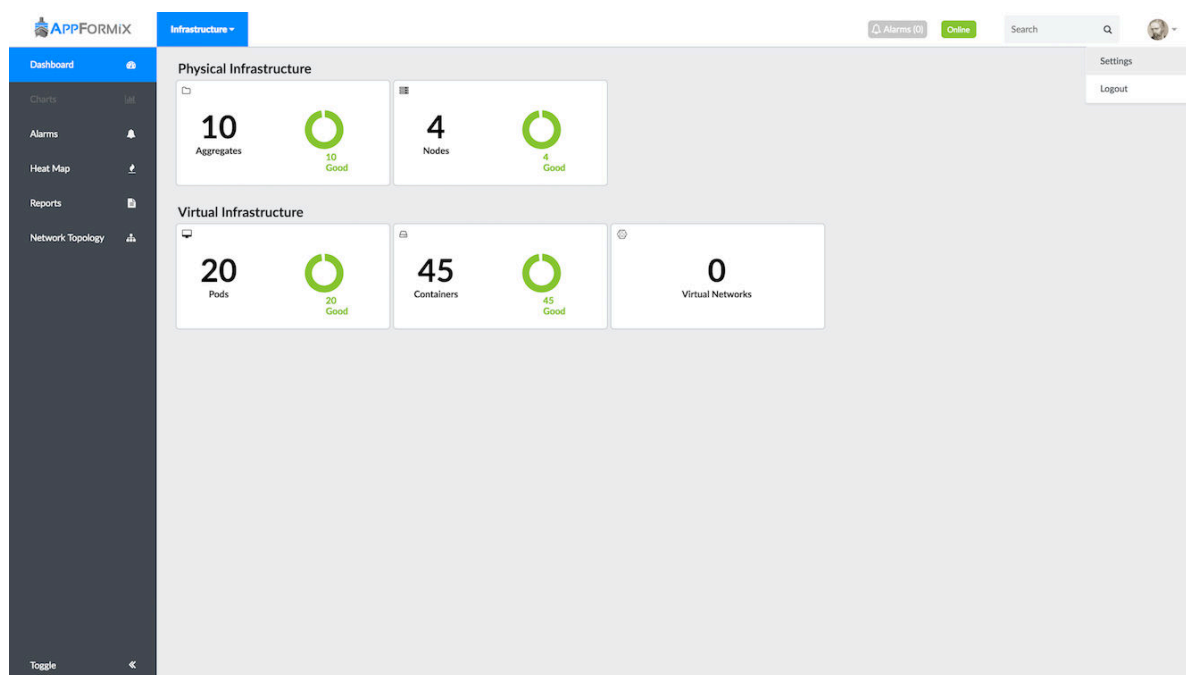 APPFORMIX
Infrastructure
Alarms (0)
Online
Search
Settings
Logout
Dashboard
Charts
Alarms
Heat Map
Reports
Network Topology
Toggle
Physical Infrastructure
10
Aggregates
10
Good
4
Nodes
4
Good
Virtual Infrastructure
20
Pods
20
Good
45
Containers
45
Good
0
Virtual Networks